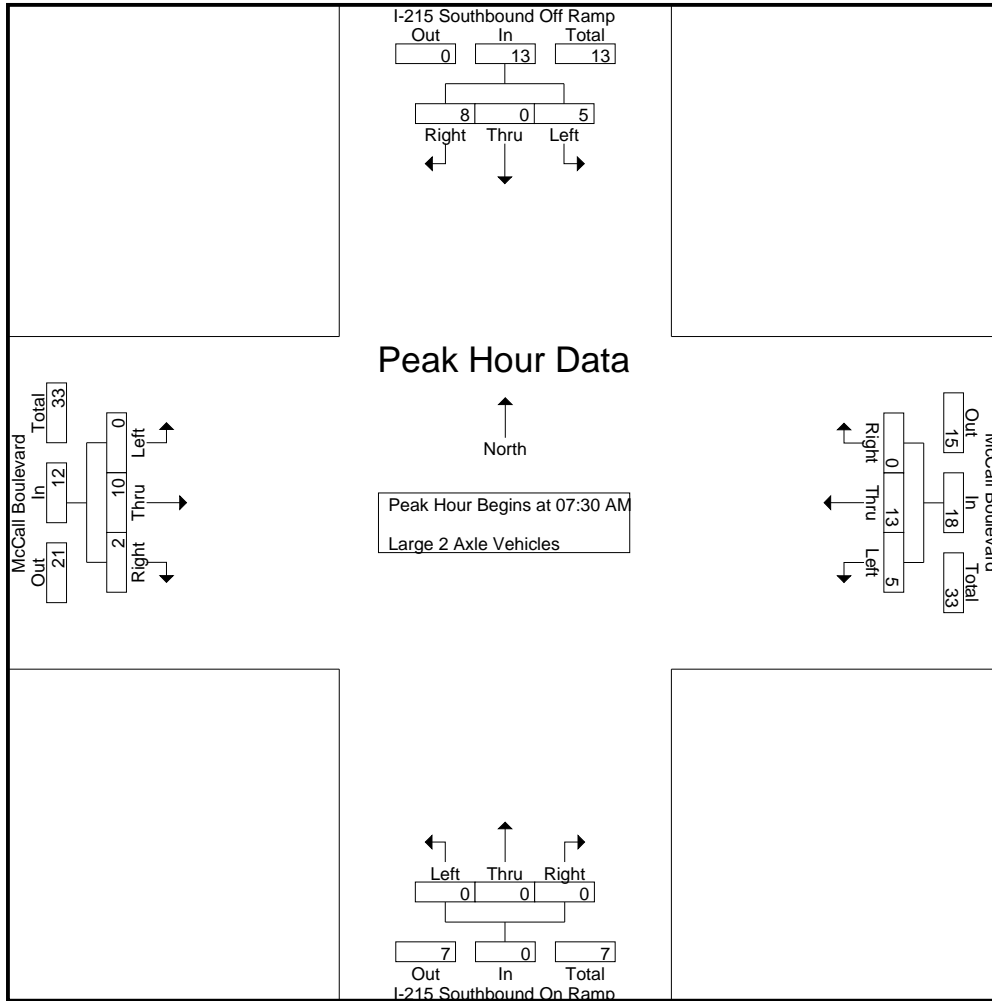 I-215 Southbound Off Ramp
Out In Total
0 13 13
8 0 5
Right Thru Left
Peak Hour Data
North
Peak Hour Begins at 07:30 AM
Large 2 Axle Vehicles
McCall Boulevard
Out In Total
21 12 33
0 10 2
Left Thru Right
McCall Boulevard
Out In Total
15 18 33
0 13 5
Right Thru Left
Left Thru Right
0 0 0
7 0 7
Out In Total
I-215 Southbound On Ramp